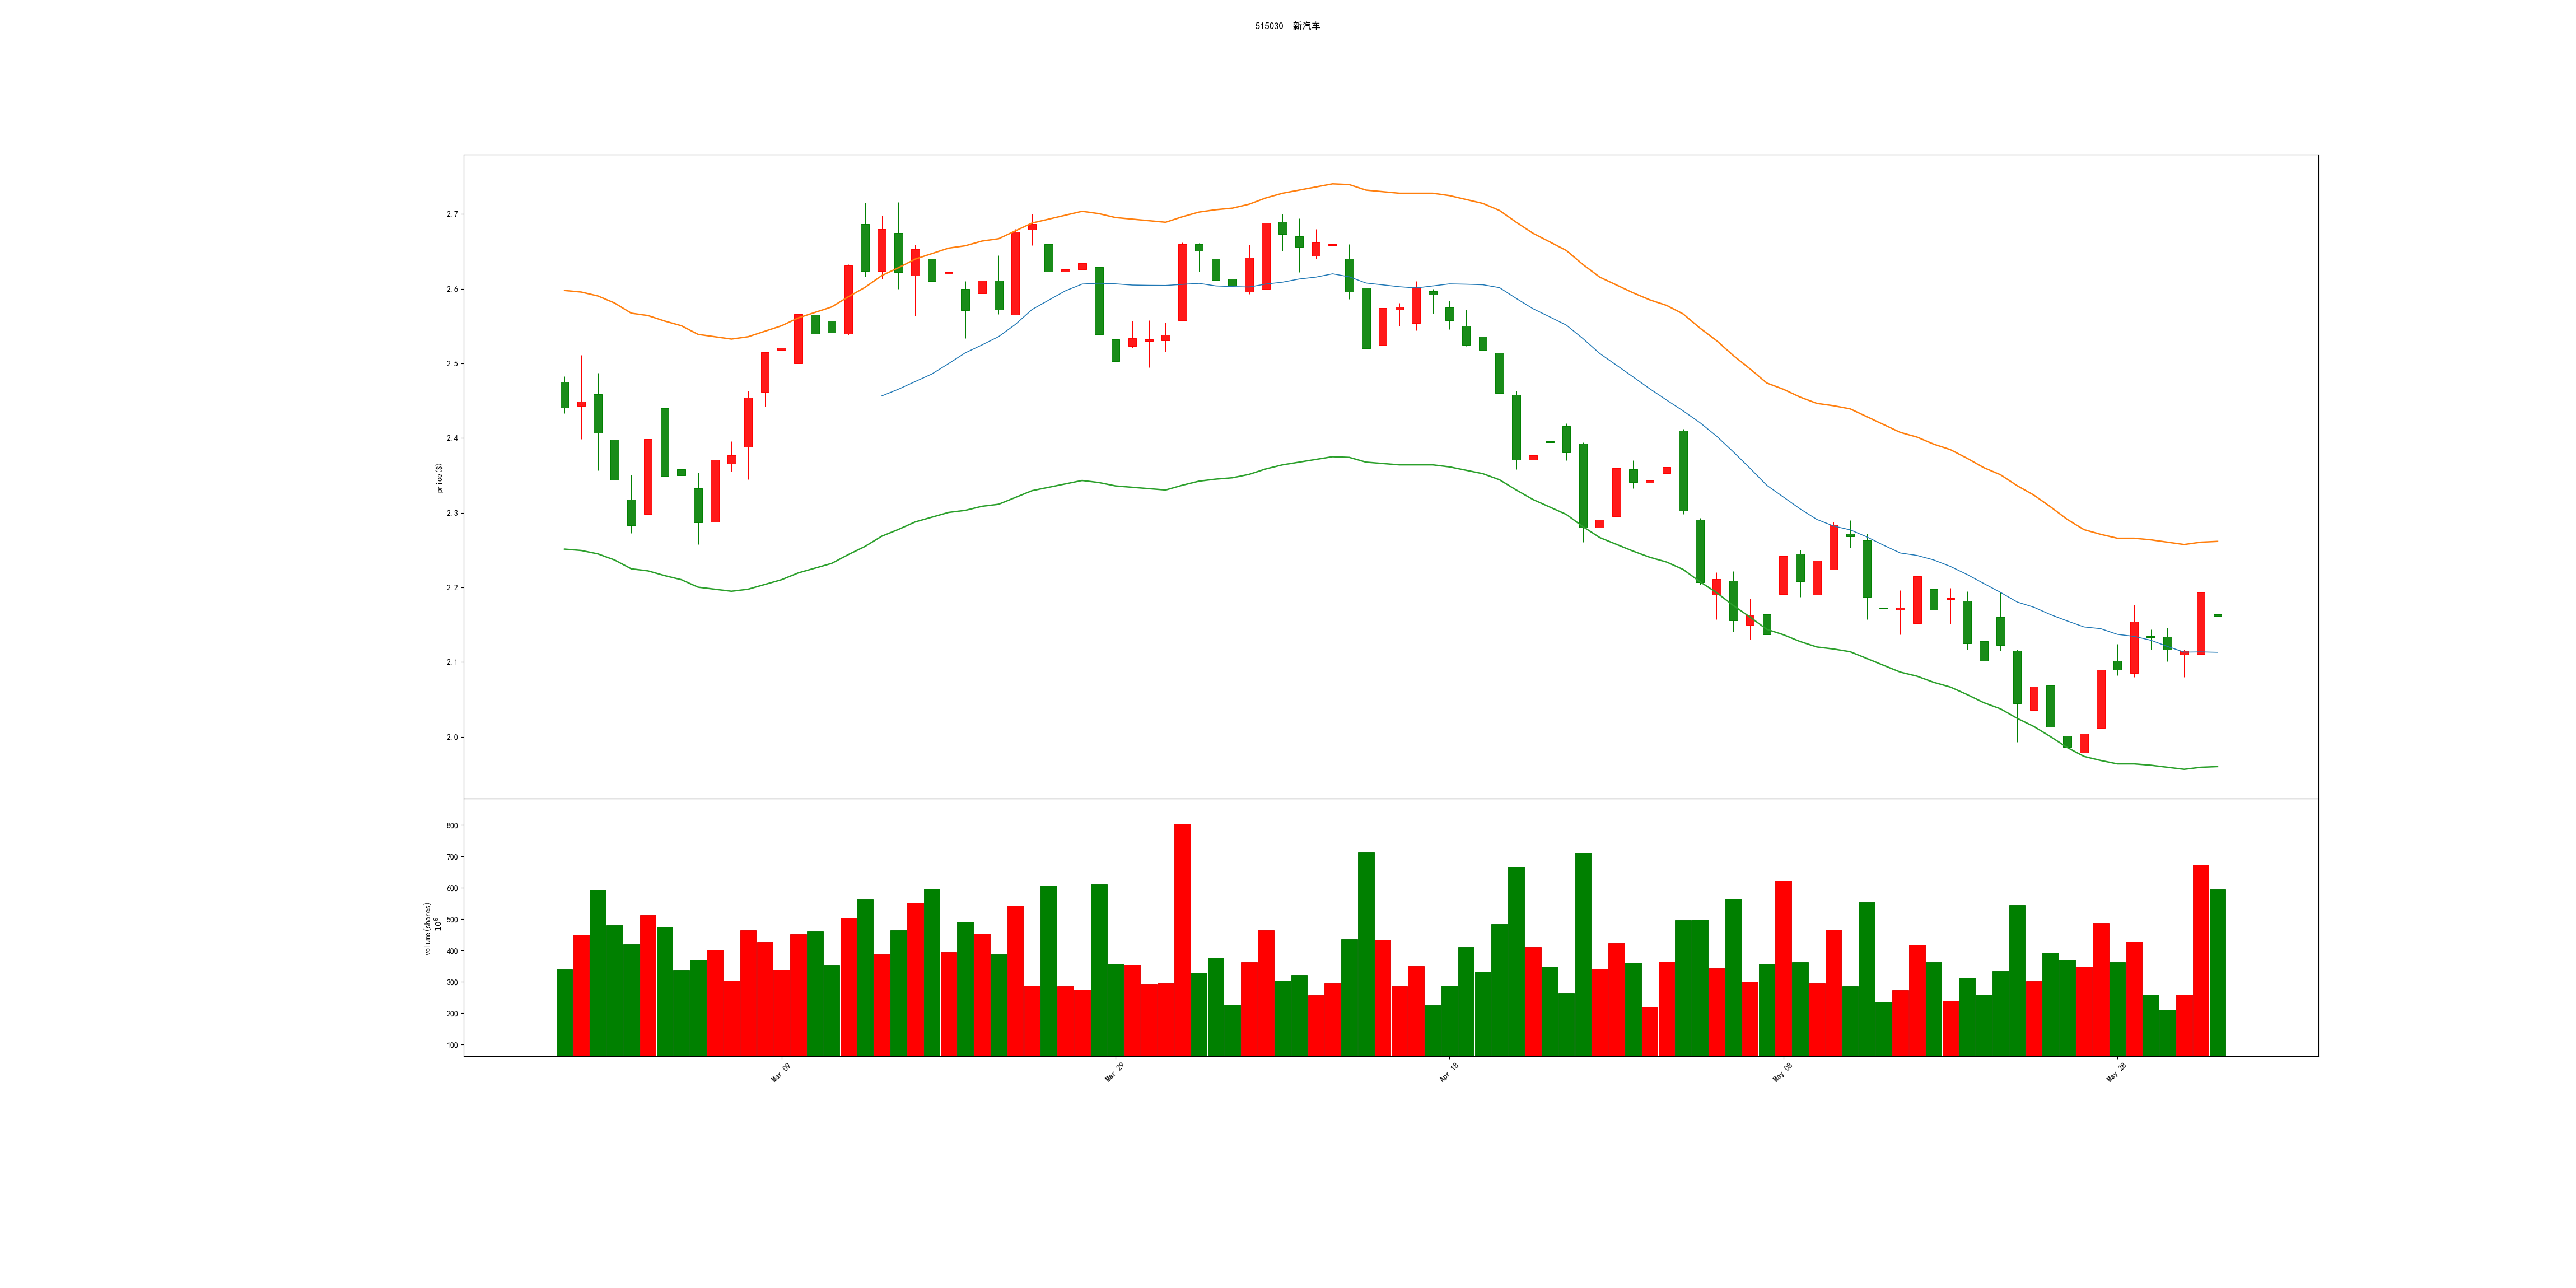 515030 新汽车
price($)
2.7
2.6
2.5
2.4
2.3
2.2
2.1
2.0
volume(shares)
10^6
800
700
600
500
400
300
200
100
Mar 09
Mar 29
Apr 18
May 08
May 28